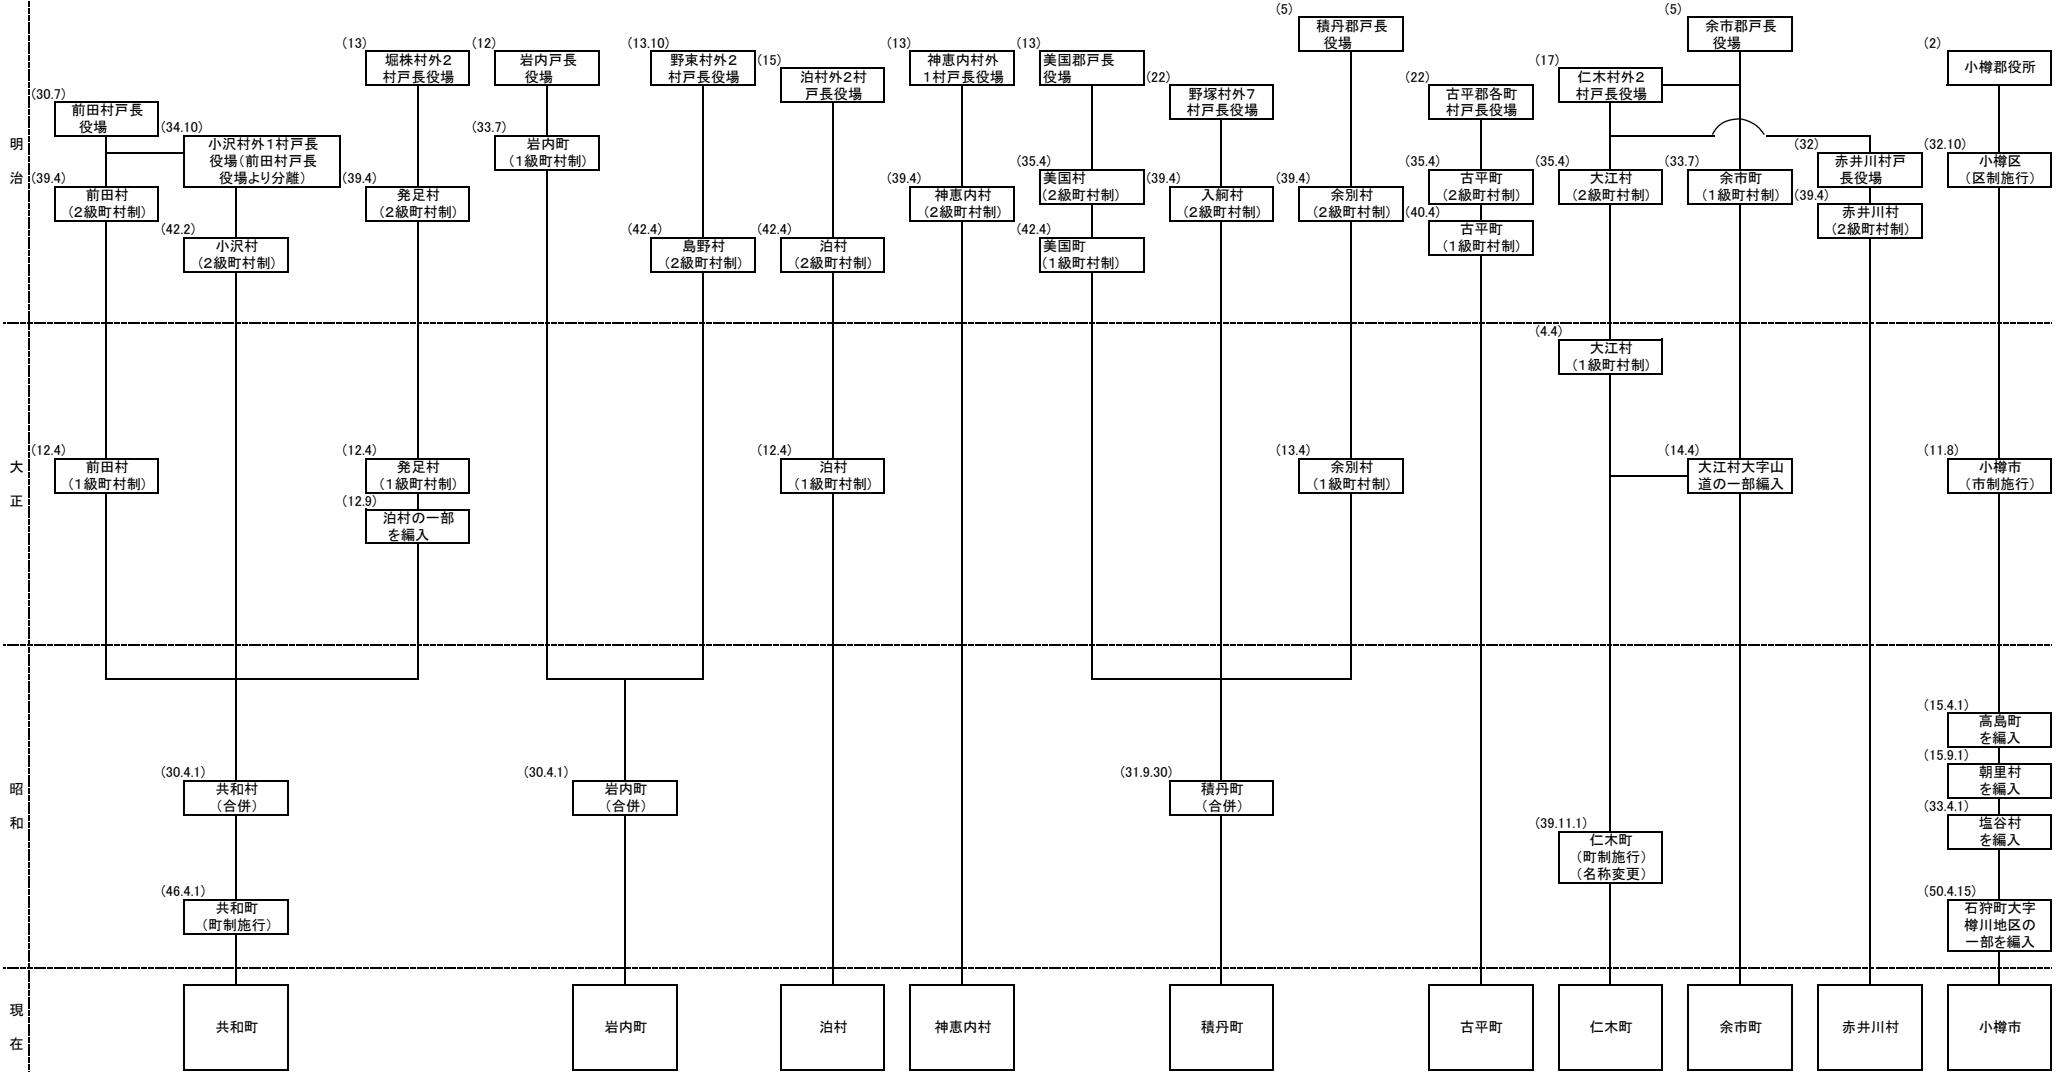 明
治
(30.7)
前田村戸長
役場
(39.4)
前田村
(2級町村制)
(34.10)
小沢村外1村戸長
役場(前田村戸長
役場より分離)
(42.2)
小沢村
(2級町村制)
(13)
堀株村外2
村戸長役場
(39.4)
発足村
(2級町村制)
(12)
岩内戸長
役場
(33.7)
岩内町
(1級町村制)
(13.10)
野束村外2
村戸長役場
(42.4)
島野村
(2級町村制)
(15)
泊村外2村
戸長役場
(42.4)
泊村
(2級町村制)
(13)
神恵内村外
1村戸長役場
(39.4)
神恵内村
(2級町村制)
(13)
美国郡戸長
役場
(35.4)
美国村
(2級町村制)
(42.4)
美国町
(1級町村制)
(22)
野塚村外7
村戸長役場
(39.4)
入舸村
(2級町村制)
(5)
積丹郡戸長
役場
(39.4)
余別村
(2級町村制)
(22)
古平郡各町
村戸長役場
(35.4)
古平町
(2級町村制)
(40.4)
古平町
(1級町村制)
(17)
仁木村外2
村戸長役場
(35.4)
大江村
(2級町村制)
(5)
余市郡戸長
役場
(33.7)
余市町
(1級町村制)
(32)
赤井川村戸
長役場
(39.4)
赤井川村
(2級町村制)
(2)
小樽郡役所
(32.10)
小樽区
(区制施行)
大
正
(12.4)
前田村
(1級町村制)
(12.4)
発足村
(1級町村制)
(12.9)
泊村の一部
を編入
(12.4)
泊村
(1級町村制)
(13.4)
余別村
(1級町村制)
(4.4)
大江村
(1級町村制)
(14.4)
大江村大字山
道の一部編入
(11.8)
小樽市
(市制施行)
昭
和
(30.4.1)
共和村
(合併)
(46.4.1)
共和町
(町制施行)
(30.4.1)
岩内町
(合併)
(31.9.30)
積丹町
(合併)
(39.11.1)
仁木町
(町制施行)
(名称変更)
(15.4.1)
高島町
を編入
(15.9.1)
朝里村
を編入
(33.4.1)
塩谷村
を編入
(50.4.15)
石狩町大字
樽川地区の
一部を編入
現
在
共和町
岩内町
泊村
神恵内村
積丹町
古平町
仁木町
余市町
赤井川村
小樽市